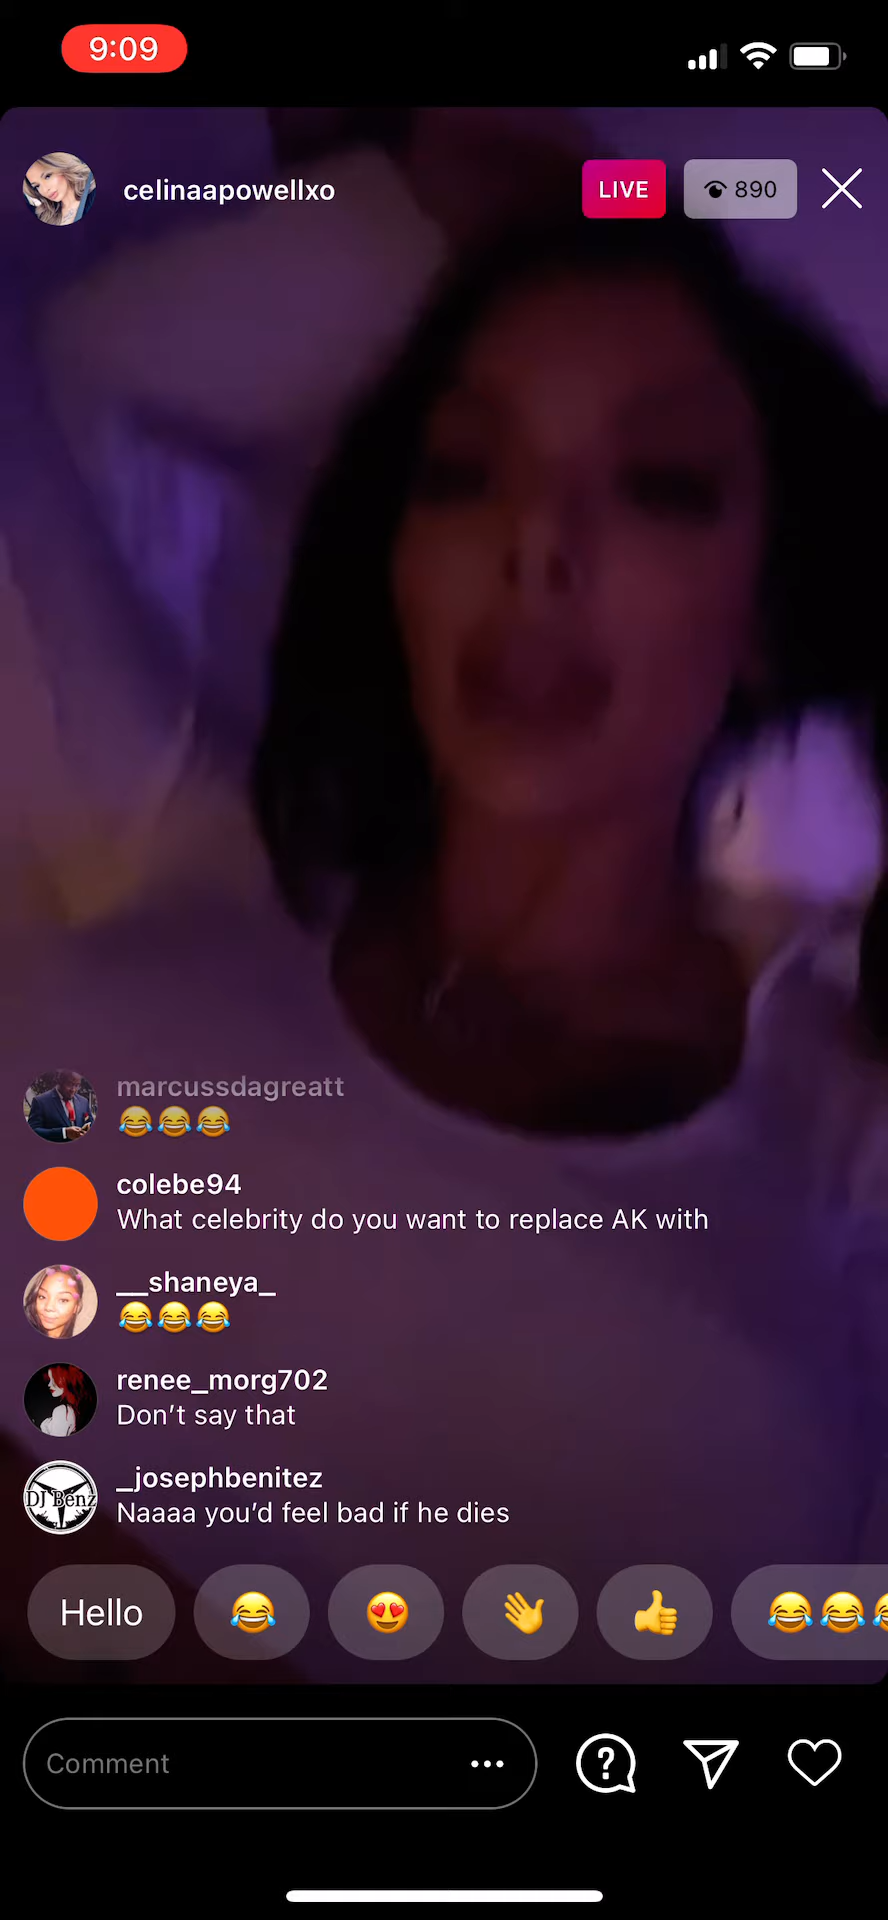 9:09
celinaapowellxo
LIVE
890
marcussdagreatt
😂😂😂
colebe94
What celebrity do you want to replace AK with
__shaneya_
😂😂😂
renee_morg702
Don’t say that
DJ Benz
_josephbenitez
Naaaa you’d feel bad if he dies
Hello 😂 😍 👋 👍 😂😂
Comment